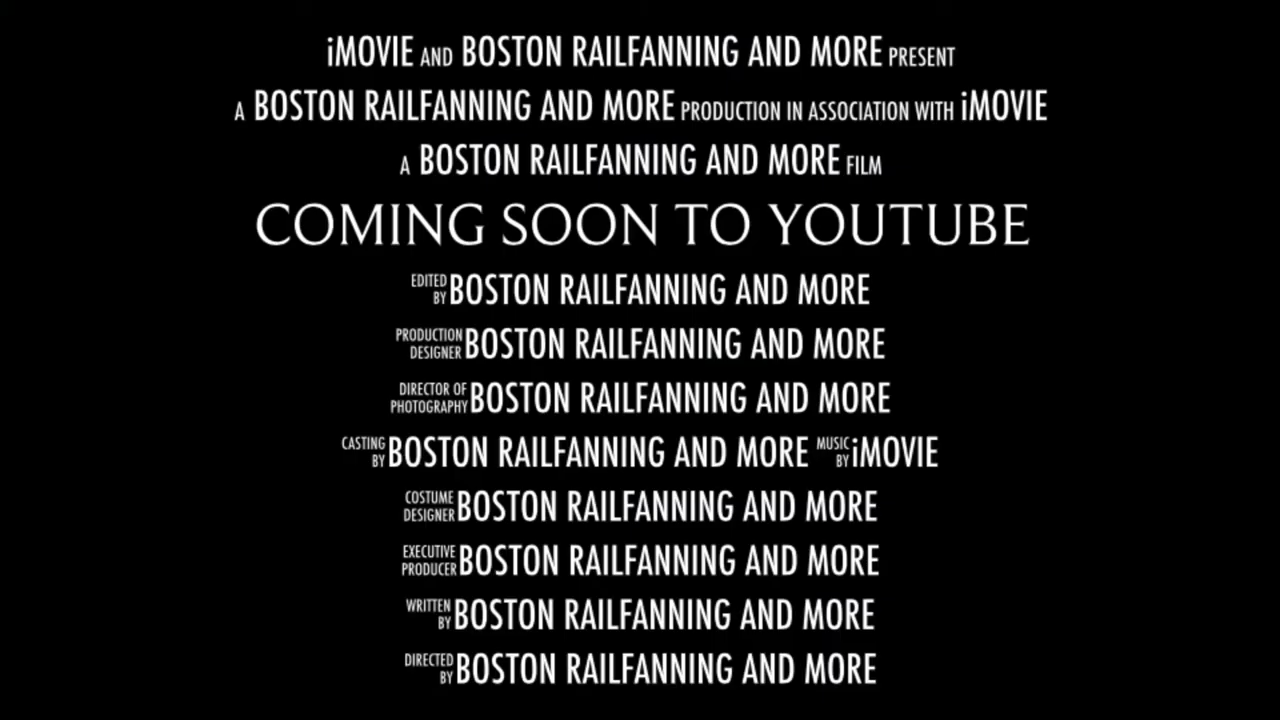 iMOVIE AND BOSTON RAILFANNING AND MORE PRESENT
A BOSTON RAILFANNING AND MORE PRODUCTION IN ASSOCIATION WITH iMOVIE
A BOSTON RAILFANNING AND MORE FILM
COMING SOON TO YOUTUBE
EDITED BY BOSTON RAILFANNING AND MORE
PRODUCTION DESIGNER BOSTON RAILFANNING AND MORE
DIRECTOR OF PHOTOGRAPHY BOSTON RAILFANNING AND MORE
CASTING BY BOSTON RAILFANNING AND MORE MUSIC BY iMOVIE
COSTUME DESIGNER BOSTON RAILFANNING AND MORE
EXECUTIVE PRODUCER BOSTON RAILFANNING AND MORE
WRITTEN BY BOSTON RAILFANNING AND MORE
DIRECTED BY BOSTON RAILFANNING AND MORE